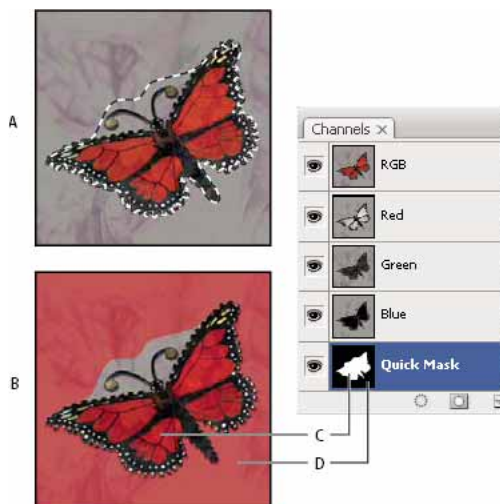 A
Channels ×
RGB
Red
Green
Blue
B
Quick Mask
C
D